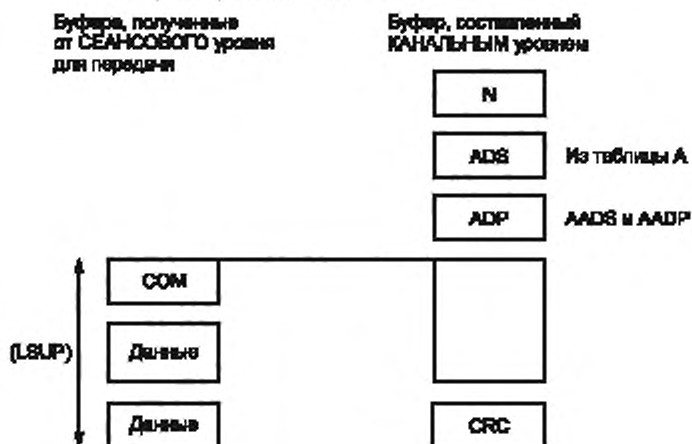 Буфера, полученные
от СЕАНСОВОГО уровня
для передачи
Буфер, составленный
КАНАЛЬНЫМ уровнем
N
ADS
Из таблицы А
ADP
AADS и AADP
COM
(LSUP)
Данные
Данные
CRC